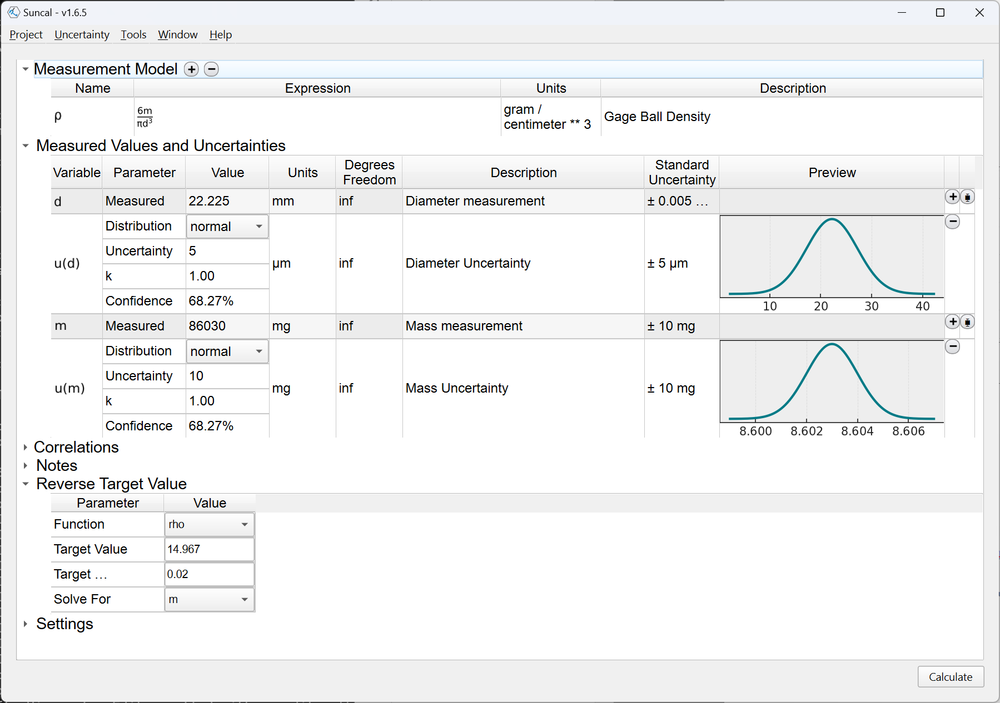 Suncal - v1.6.5
Project Uncertainty Tools Window Help
Measurement Model
Name Expression Units Description
ρ 6m gram / Gage Ball Density
πd³ centimeter ** 3
Measured Values and Uncertainties
Variable Parameter Value Units Degrees Freedom Description Standard Uncertainty Preview
d Measured 22.225 mm inf Diameter measurement ± 0.005 …
Distribution normal
Uncertainty 5
u(d) µm inf Diameter Uncertainty ± 5 µm
k 1.00
Confidence 68.27%
10 20 30 40
m Measured 86030 mg inf Mass measurement ± 10 mg
Distribution normal
Uncertainty 10
u(m) mg inf Mass Uncertainty ± 10 mg
k 1.00
Confidence 68.27%
8.600 8.602 8.604 8.606
Correlations
Notes
Reverse Target Value
Parameter Value
Function rho
Target Value 14.967
Target … 0.02
Solve For m
Settings
Calculate